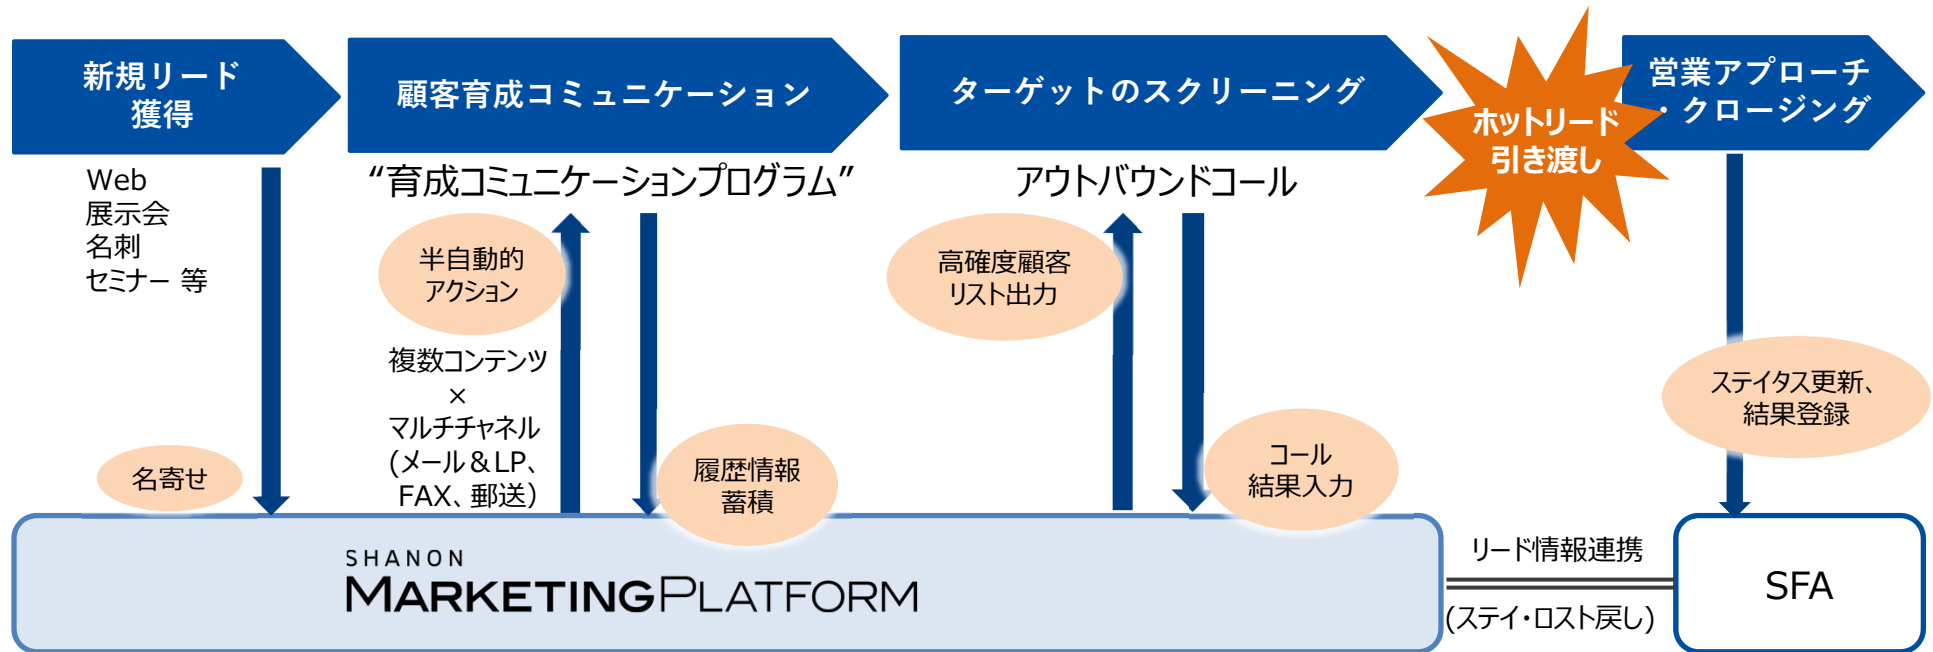 新規リード
獲得
顧客育成コミュニケーション
ターゲットのスクリーニング
ホットリード
引き渡し
営業アプローチ
・クロージング
Web
展示会
名刺
セミナー 等
“育成コミュニケーションプログラム”
アウトバウンドコール
半自動的
アクション
高確度顧客
リスト出力
複数コンテンツ
×
マルチチャネル
(メール＆LP、
FAX、郵送)
ステイタス更新、
結果登録
名寄せ
履歴情報
蓄積
コール
結果入力
SHANON
MARKETINGPLATFORM
リード情報連携
(ステイ・ロスト戻し)
SFA